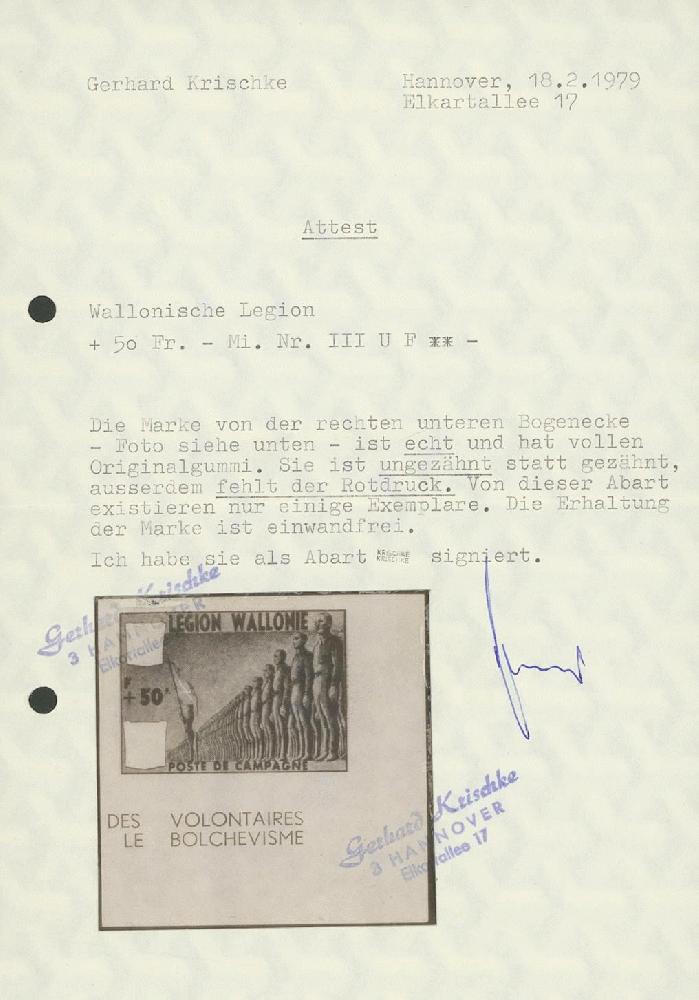 Gerhard Krischke
Hannover, 18.2.1979
Elkartallee 17
Attest
Wallonische Legion
+ 50 Fr. - Mi. Nr. III U F ** -
Die Marke von der rechten unteren Bogenecke
- Foto siehe unten - ist echt und hat vollen
Originalgummi. Sie ist ungezähnt statt gezähnt,
ausserdem fehlt der Rotdruck. Von dieser Abart
existieren nur einige Exemplare. Die Erhaltung
der Marke ist einwandfrei.
Ich habe sie als Abart KRISCHKE KRISCHKE signiert.
Gerhard Krischke
3 HANNOVER
Elkartallee
LEGION WALLONIE
F
+50
POSTE DE CAMPAGNE
DES VOLONTAIRES
LE BOLCHEVISME
Gerhard Krischke
3 HANNOVER
Elkartallee 17